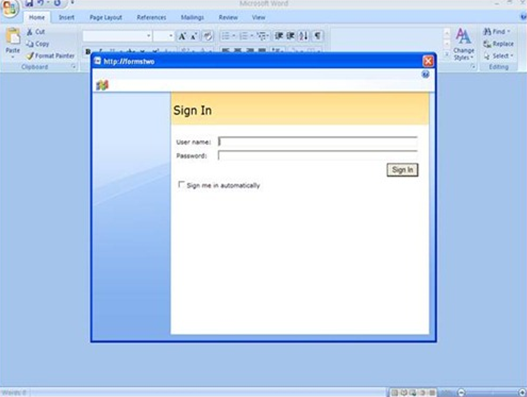 Microsoft Word
Home Insert Page Layout References Mailings Review View
Paste
Cut
Copy
Format Painter
Clipboard
Change Styles
Find
Replace
Select
Editing
http://formstwo
Sign In
User name:
Password:
Sign In
Sign me in automatically
Words: 0